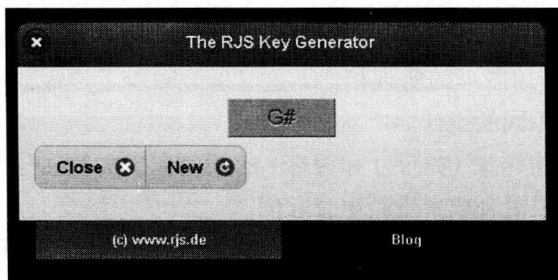 The RJS Key Generator
G#
Close New
(c) www.rjs.de Blog